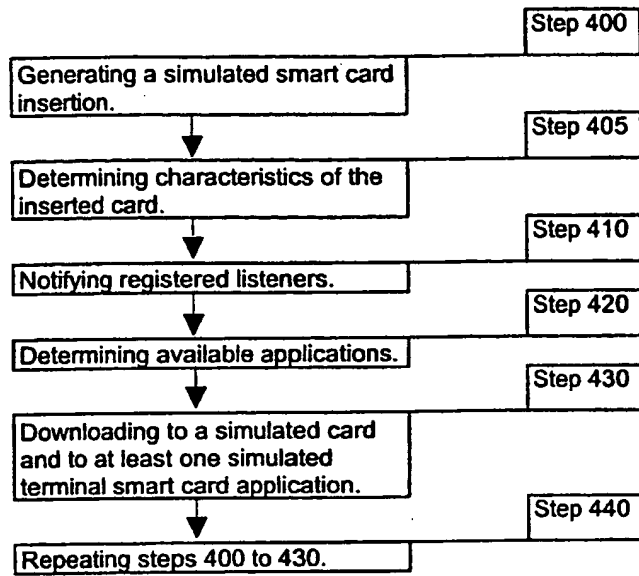 Step 400
Generating a simulated smart card
insertion.
Step 405
Determining characteristics of the
inserted card.
Step 410
Notifying registered listeners.
Step 420
Determining available applications.
Step 430
Downloading to a simulated card
and to at least one simulated
terminal smart card application.
Step 440
Repeating steps 400 to 430.